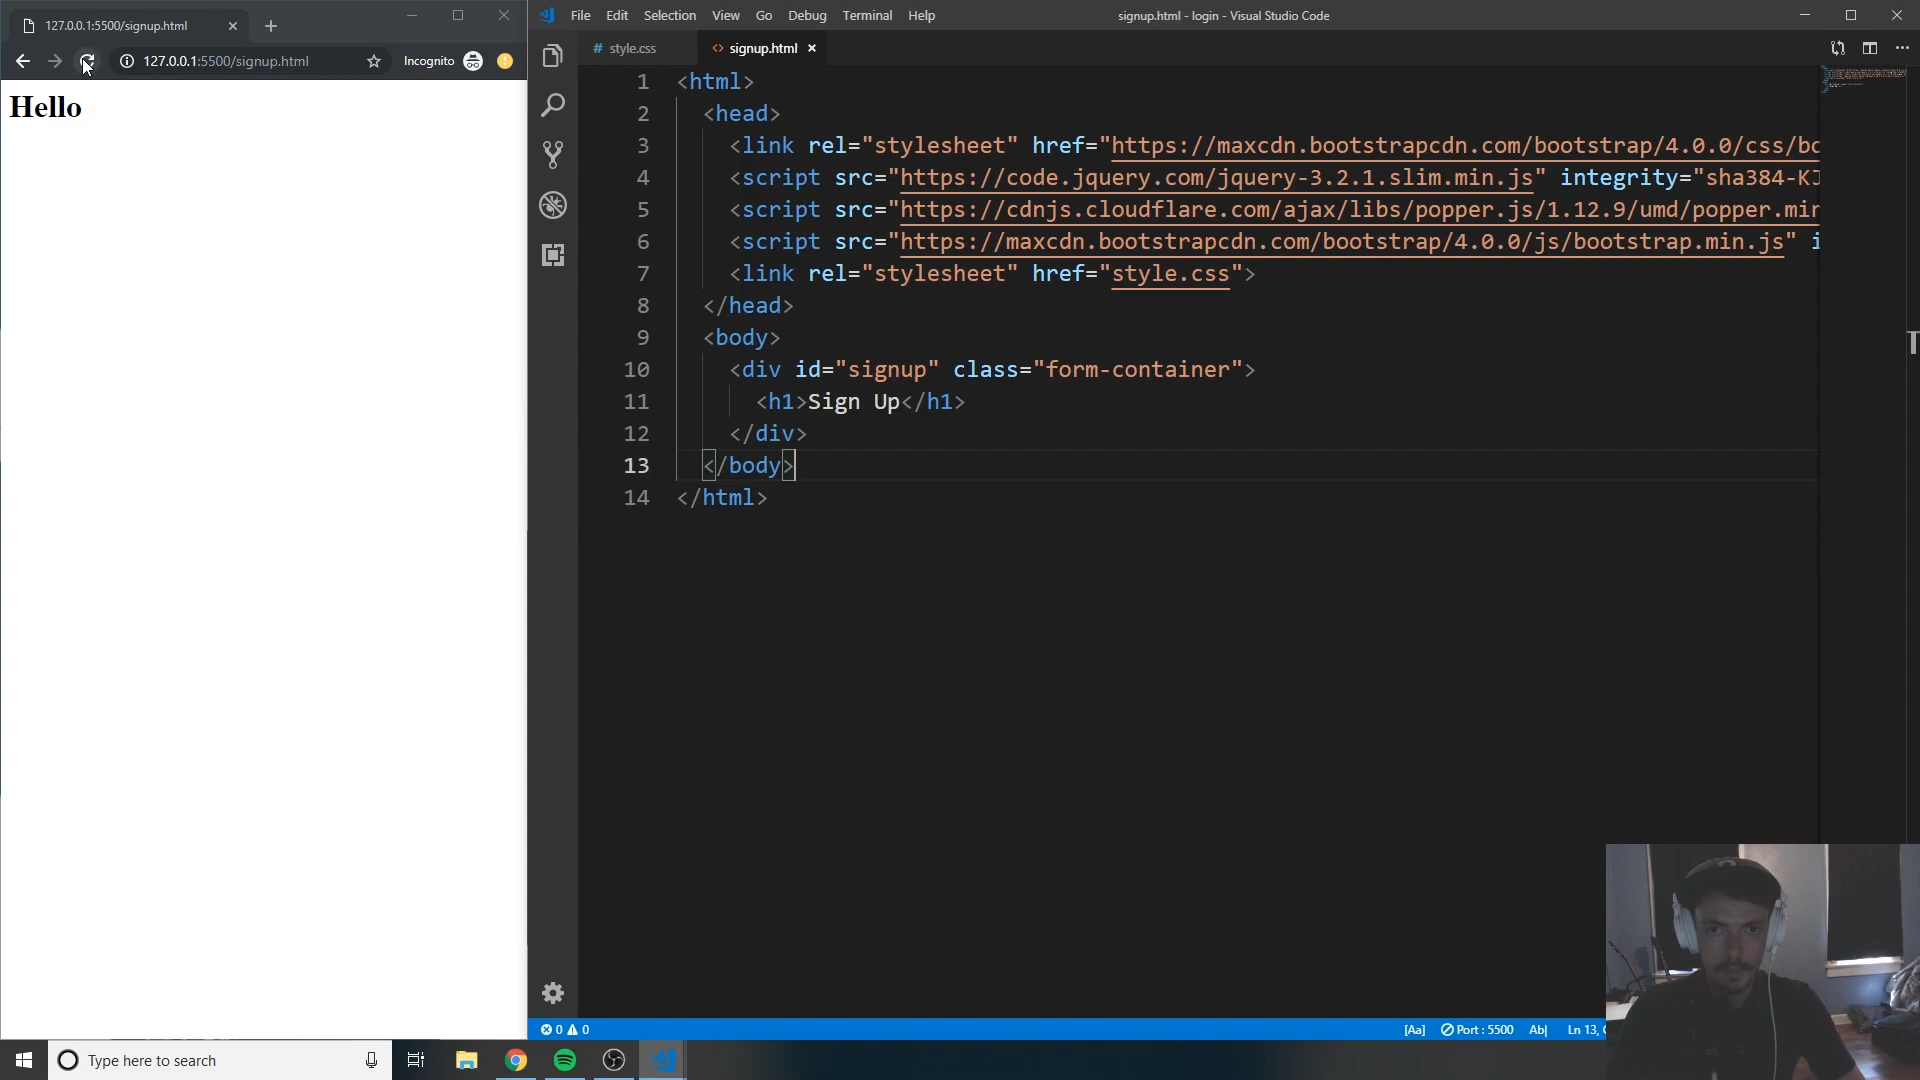 127.0.0.1:5500/signup.html
127.0.0.1:5500/signup.html
Incognito
Hello
File Edit Selection View Go Debug Terminal Help
signup.html - login - Visual Studio Code
# style.css
<> signup.html
1 <html>
2 <head>
3 <link rel="stylesheet" href="https://maxcdn.bootstrapcdn.com/bootstrap/4.0.0/css/bo
4 <script src="https://code.jquery.com/jquery-3.2.1.slim.min.js" integrity="sha384-KJ
5 <script src="https://cdnjs.cloudflare.com/ajax/libs/popper.js/1.12.9/umd/popper.min
6 <script src="https://maxcdn.bootstrapcdn.com/bootstrap/4.0.0/js/bootstrap.min.js" i
7 <link rel="stylesheet" href="style.css">
8 </head>
9 <body>
10 <div id="signup" class="form-container">
11 <h1>Sign Up</h1>
12 </div>
13 </body>
14 </html>
0 0
[Aa] Port : 5500 Ab| Ln 13,
Type here to search